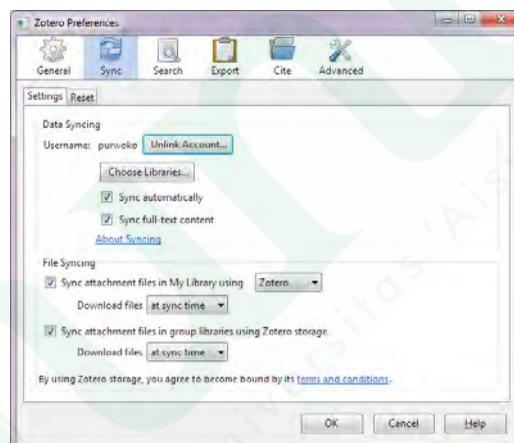 Zotero Preferences
General Sync Search Export Cite Advanced
Settings Reset
Data Syncing
Username: purwoko Unlink Account...
Choose Libraries...
Sync automatically
Sync full-text content
About Syncing
File Syncing
Sync attachment files in My Library using Zotero
Download files at sync time
Sync attachment files in group libraries using Zotero storage
Download files at sync time
By using Zotero storage, you agree to become bound by its terms and conditions.
OK Cancel Help